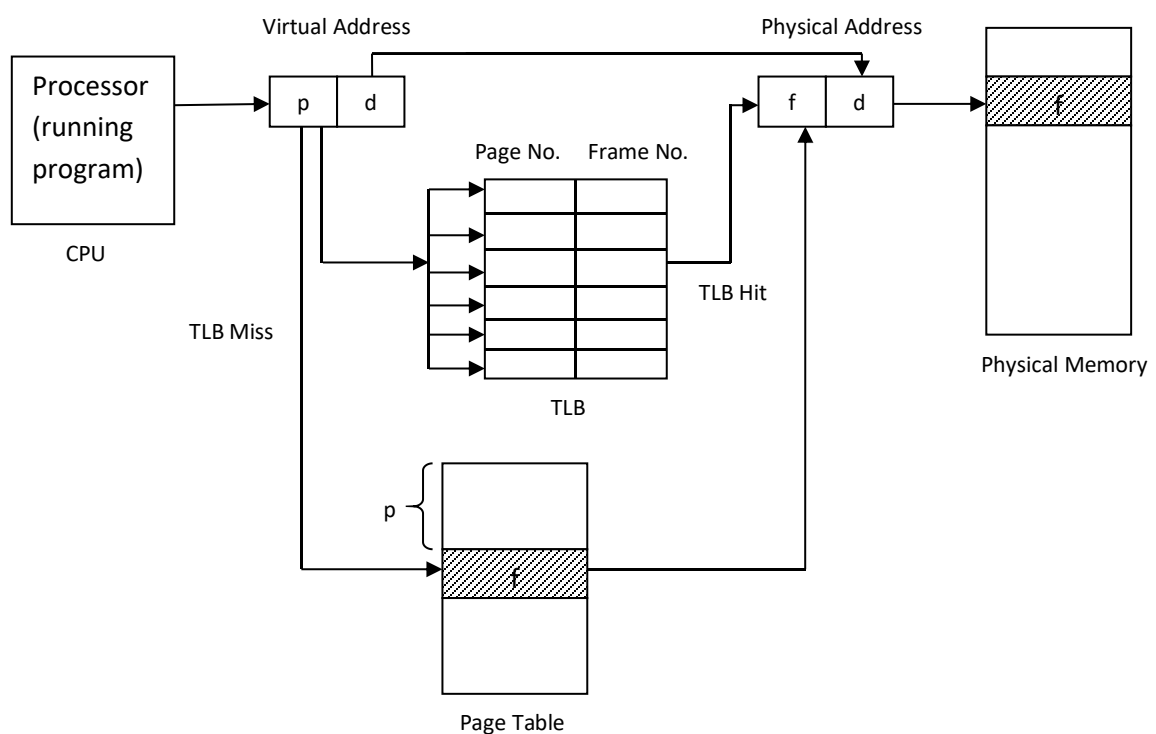 Virtual Address
Physical Address
Processor
(running
program)
CPU
p d
f d
f
Page No. Frame No.
TLB Hit
TLB Miss
TLB
Physical Memory
p
f
Page Table